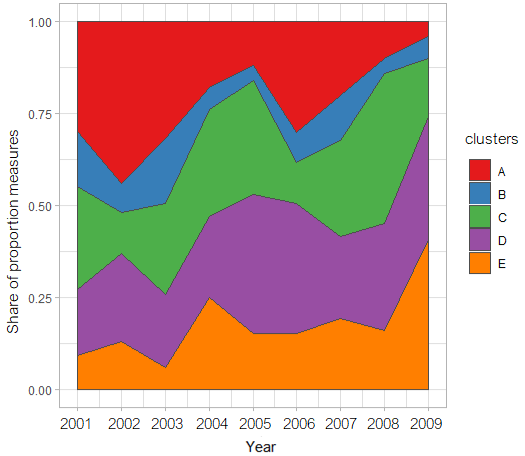 1.00
0.75
0.50
0.25
0.00
Share of proportion measures
2001 2002 2003 2004 2005 2006 2007 2008 2009
Year
clusters
A
B
C
D
E